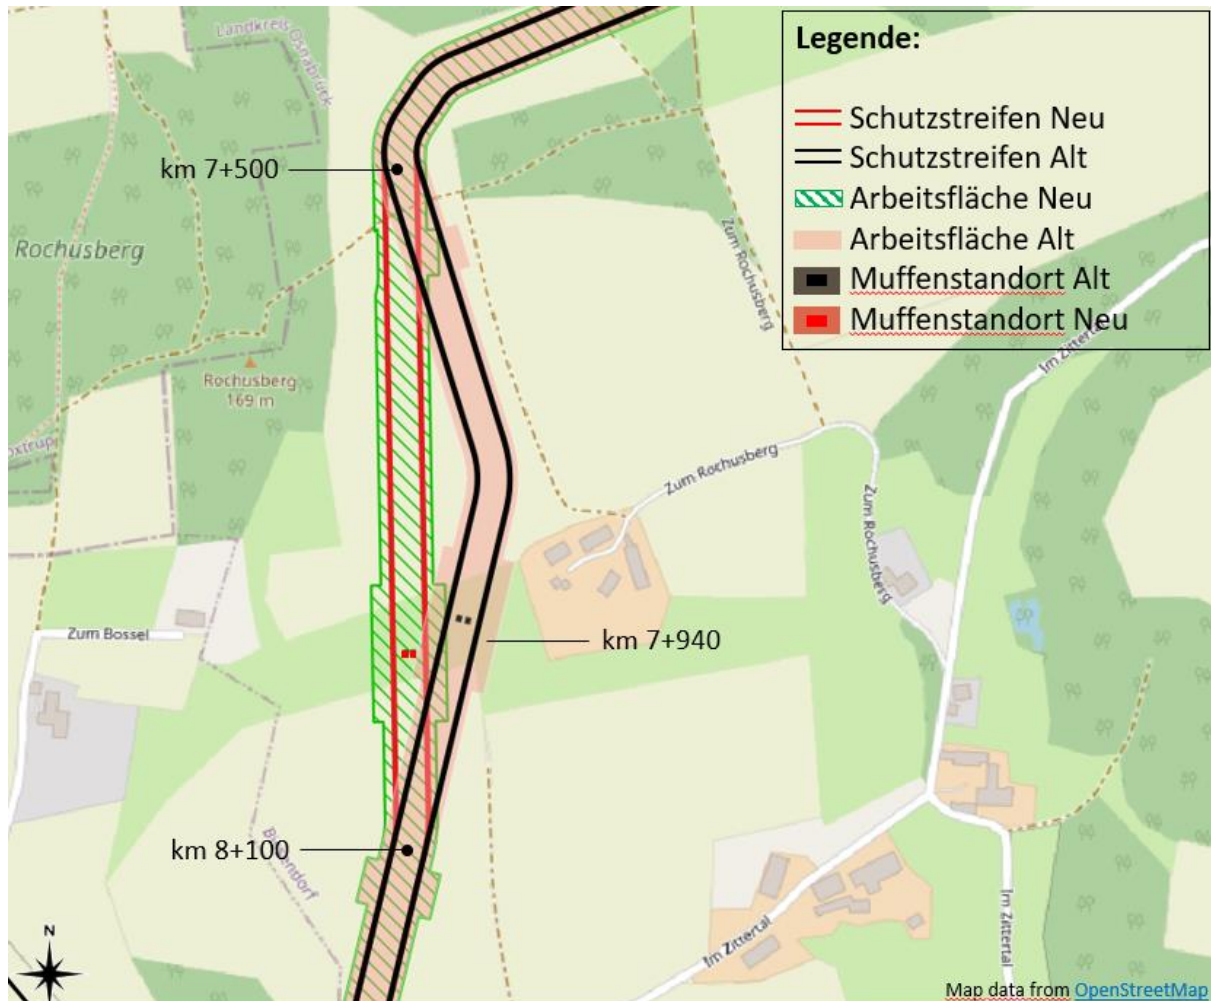 Legende:
Schutzstreifen Neu
Schutzstreifen Alt
Arbeitsfläche Neu
Arbeitsfläche Alt
Muffenstandort Alt
Muffenstandort Neu
Landkreis Osnabrück
km 7+500
Rochusberg
Zum Rochusberg
Im Zittertal
Rochusberg
169 m
Zum Rochusberg
Zum Rochusberg
Zum Bossel
km 7+940
km 8+100
Im Zittertal
Im Zittertal
N
Map data from OpenStreetMap